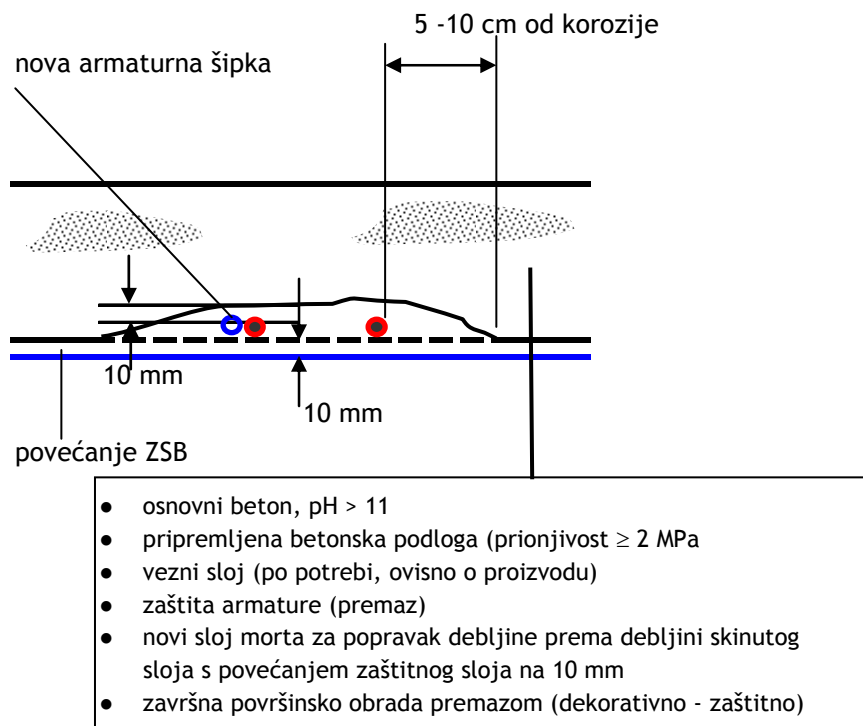 5 -10 cm od korozije
nova armaturna šipka
10 mm
10 mm
povećanje ZSB
● osnovni beton, pH > 11
● pripremljena betonska podloga (prionjivost ≥ 2 MPa
● vezni sloj (po potrebi, ovisno o proizvodu)
● zaštita armature (premaz)
● novi sloj morta za popravak debljine prema debljini skinutog
sloja s povećanjem zaštitnog sloja na 10 mm
● završna površinsko obrada premazom (dekorativno - zaštitno)